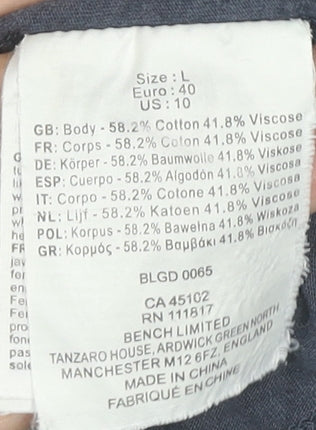 Size : L
Euro : 40
US : 10
GB: Body - 58.2% Cotton 41.8% Viscose
FR: Corps - 58.2% Coton 41.8% Viscose
DE: Körper - 58.2% Baumwolle 41.8% Viskose
ESP: Cuerpo - 58.2% Algodón 41.8% Viscosa
IT: Corpo - 58.2% Cotone 41.8% Viscosa
NL: Lijf - 58.2% Katoen 41.8% Viscose
POL: Korpus - 58.2% Bawełna 41.8% Wiskoza
GR: Κορμός - 58.2% Βαμβάκι 41.8% Βισκόζη
BLGD 0065
CA 45102
RN 111817
BENCH LIMITED
TANZARO HOUSE, ARDWICK GREEN NORTH
MANCHESTER M12 6FZ, ENGLAND
MADE IN CHINA
FABRIQUÉ EN CHINE